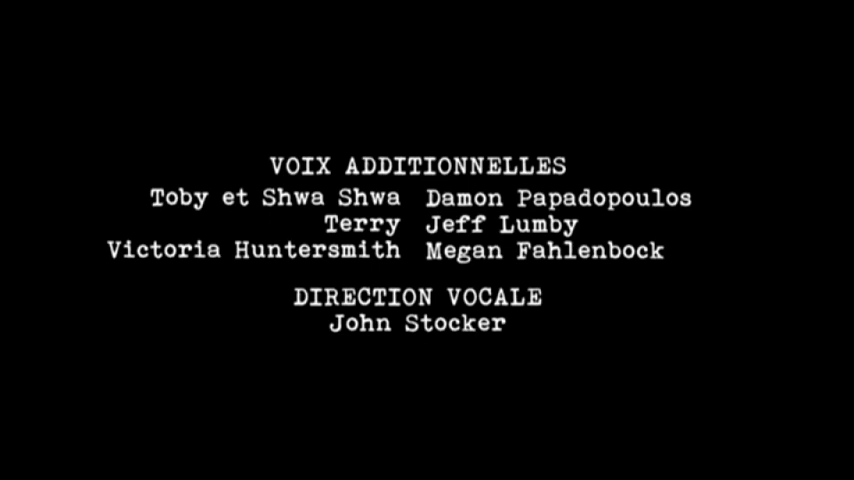 VOIX ADDITIONNELLES
Toby et Shwa Shwa Damon Papadopoulos
Terry Jeff Lumby
Victoria Huntersmith Megan Fahlenbock
DIRECTION VOCALE
John Stocker